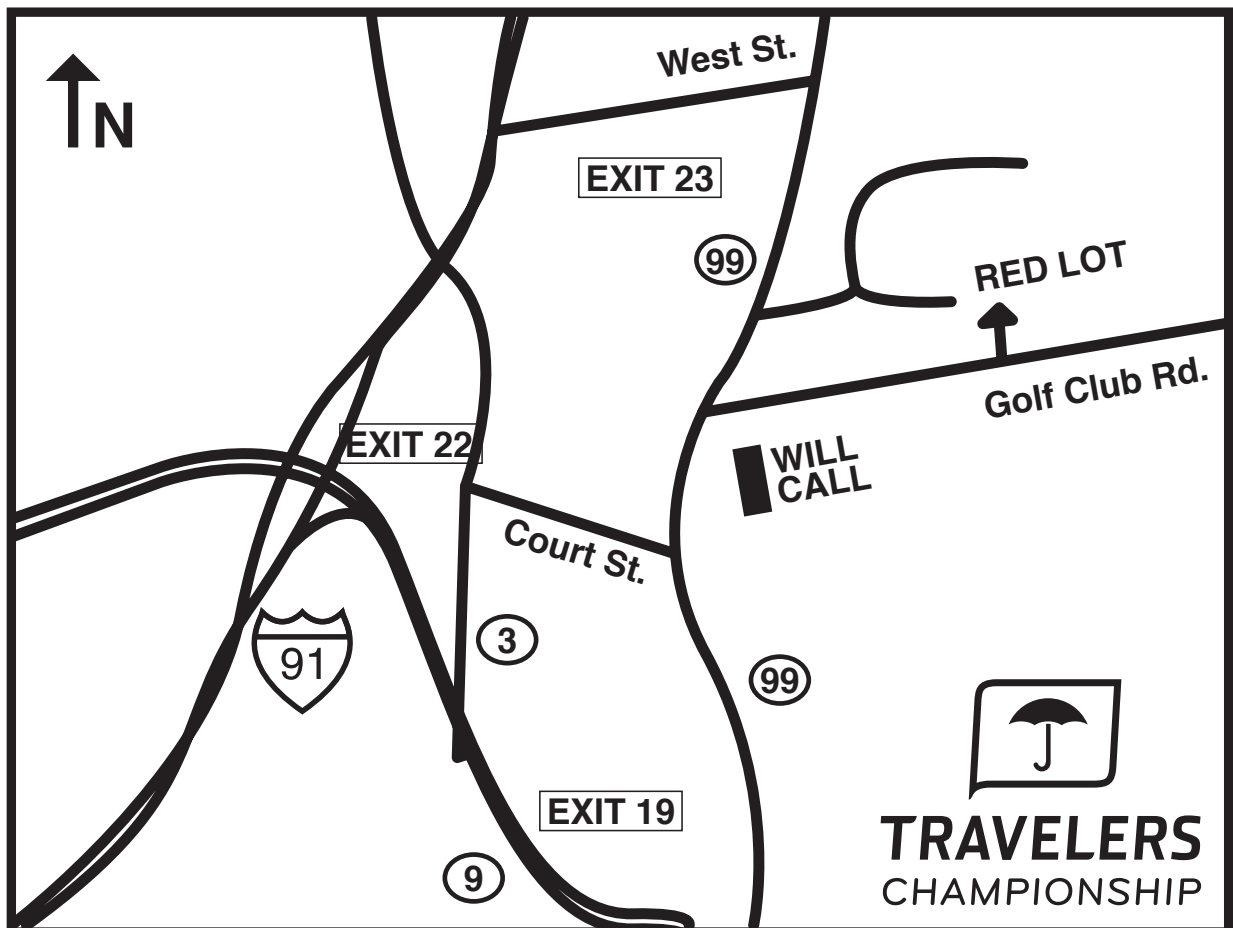 West St.
N
EXIT 23
99
RED LOT
Golf Club Rd.
EXIT 22
WILL
CALL
Court St.
3
91
99
EXIT 19
TRAVELERS
9
CHAMPIONSHIP